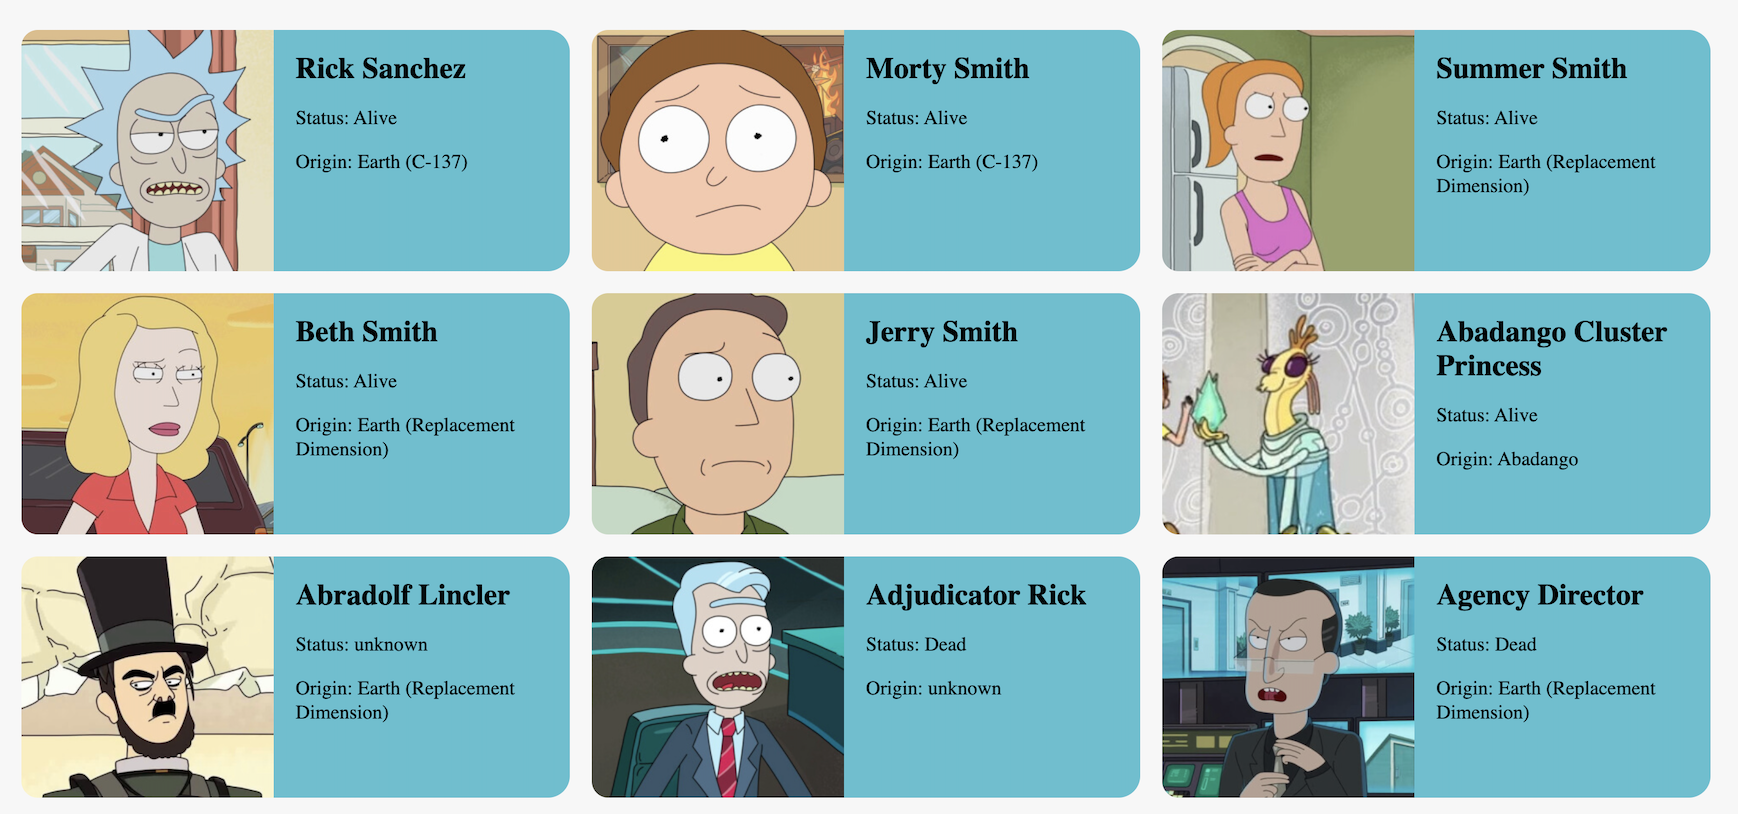 Rick Sanchez
Status: Alive
Origin: Earth (C-137)
Morty Smith
Status: Alive
Origin: Earth (C-137)
Summer Smith
Status: Alive
Origin: Earth (Replacement
Dimension)
Beth Smith
Status: Alive
Origin: Earth (Replacement
Dimension)
Jerry Smith
Status: Alive
Origin: Earth (Replacement
Dimension)
Abadango Cluster
Princess
Status: Alive
Origin: Abadango
Abradolf Lincler
Status: unknown
Origin: Earth (Replacement
Dimension)
Adjudicator Rick
Status: Dead
Origin: unknown
Agency Director
Status: Dead
Origin: Earth (Replacement
Dimension)